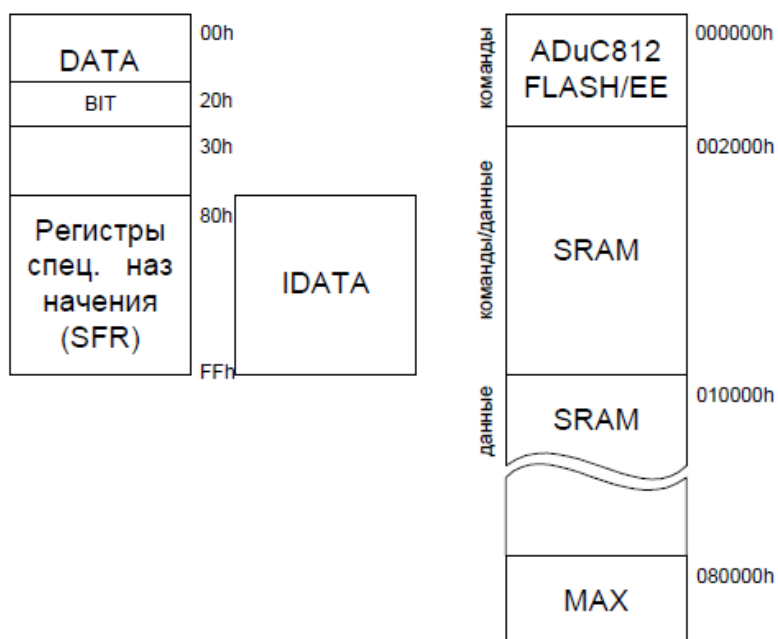 DATA
00h
BIT
20h
30h
80h
Регистры
спец. наз
начения
(SFR)
FFh
IDATA
команды
ADuC812
FLASH/EE
000000h
002000h
команды/данные
SRAM
010000h
данные
SRAM
080000h
MAX